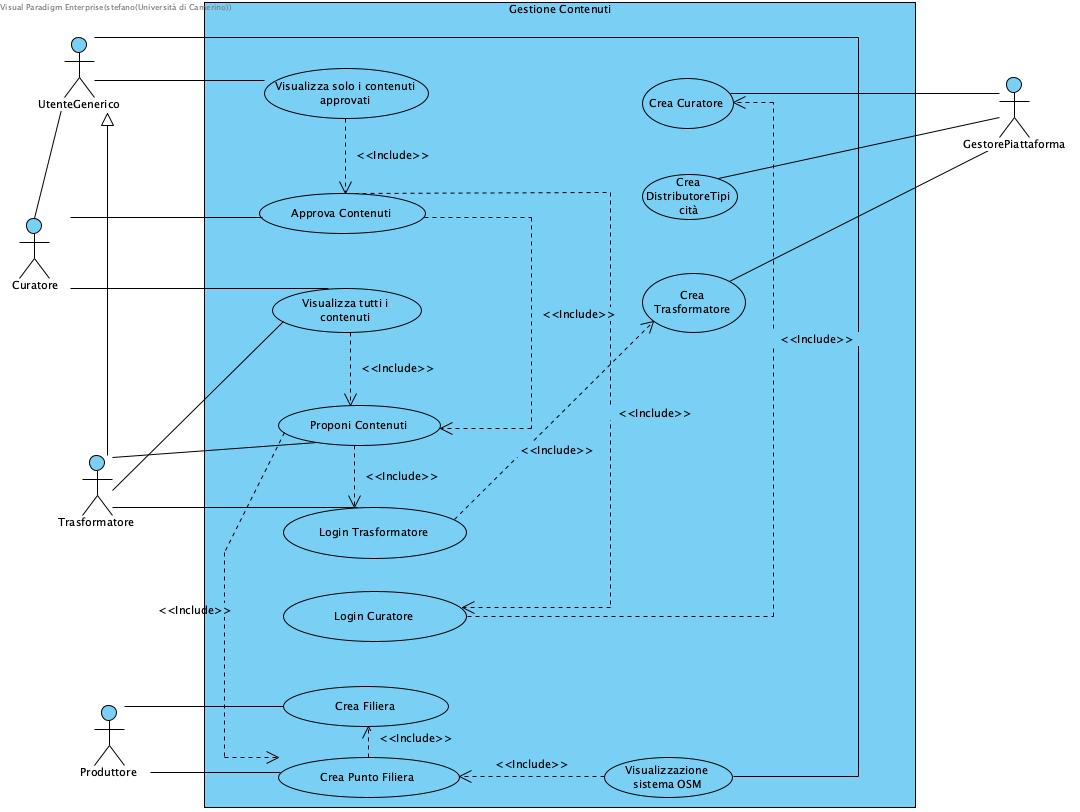 Visual Paradigm Enterprise(stefano(Università di Camerino))
Gestione Contenuti
UtenteGenerico
Visualizza solo i contenuti
approvati
Crea Curatore
GestorePiattaforma
<<Include>>
Crea
DistributoreTipi
cità
Approva Contenuti
Curatore
Visualizza tutti i
contenuti
Crea
Trasformatore
<<Include>>
<<Include>>
<<Include>>
<<Include>>
Proponi Contenuti
<<Include>>
<<Include>>
Trasformatore
Login Trasformatore
<<Include>>
Login Curatore
Crea Filiera
<<Include>>
Produttore
Crea Punto Filiera
<<Include>>
Visualizzazione
sistema OSM